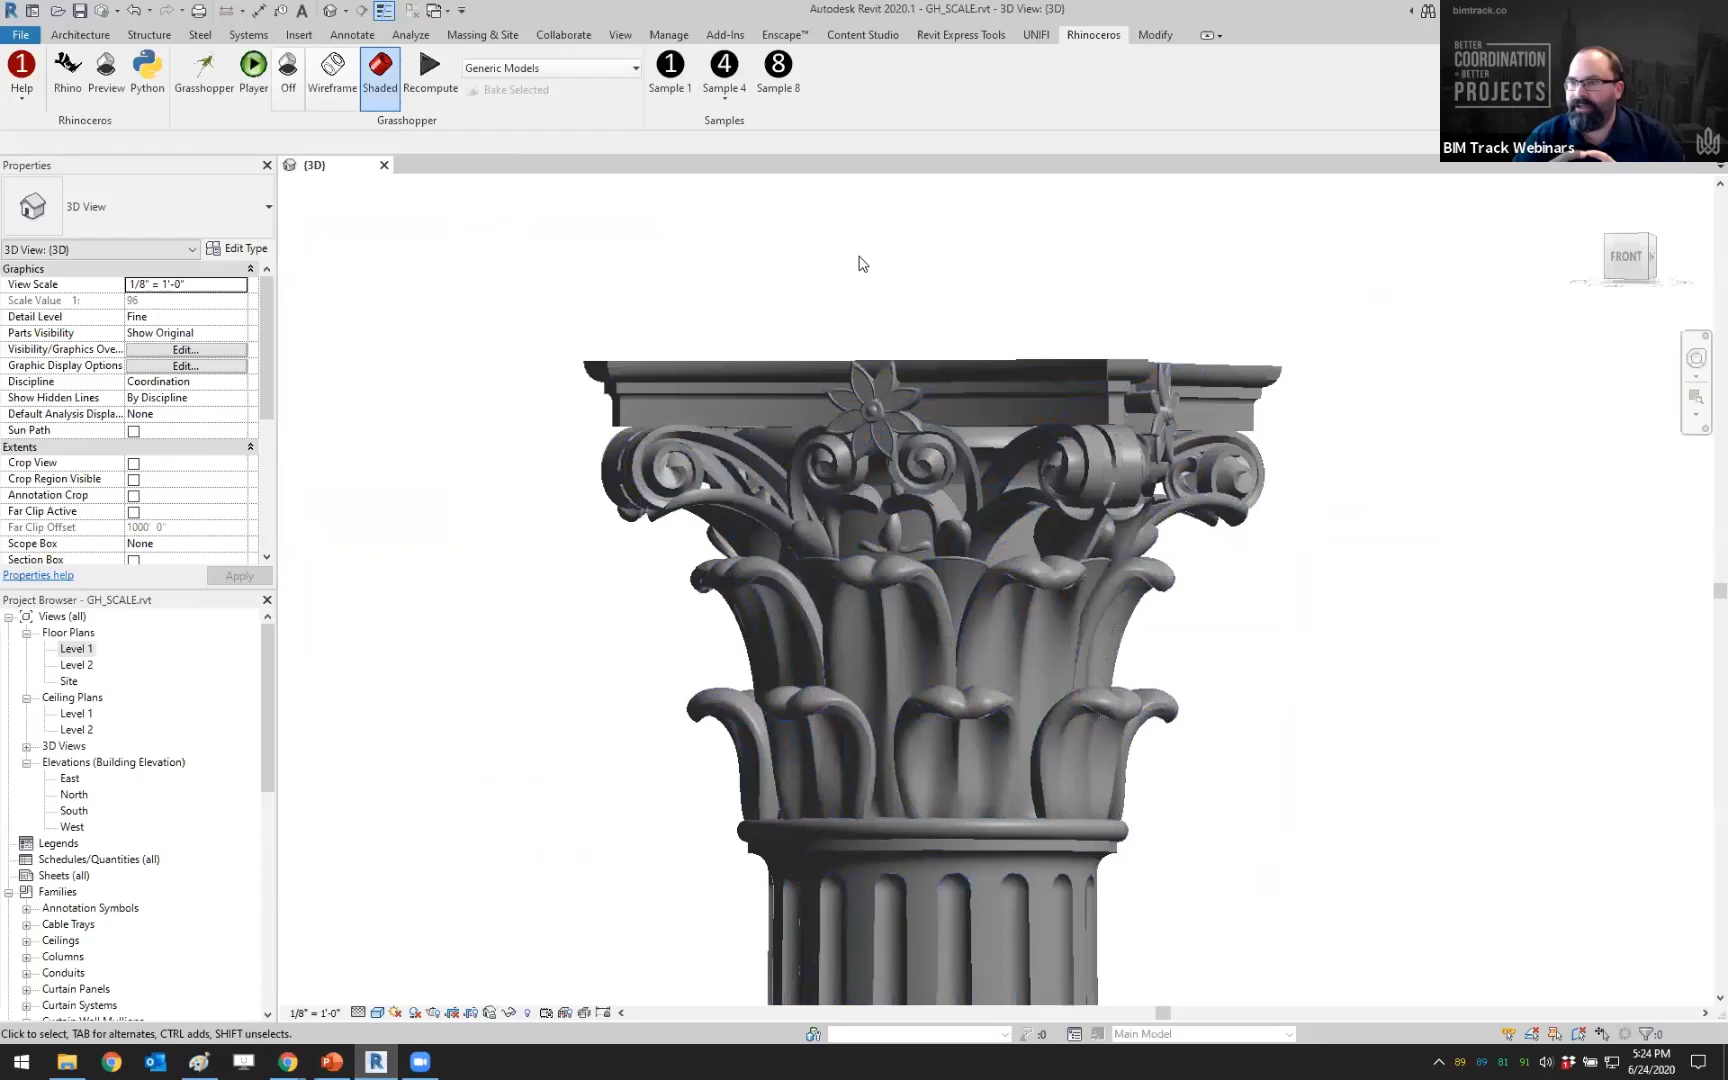 Autodesk Revit 2020.1 - GH_SCALE.rvt - 3D View: {3D}
File Architecture Structure Steel Systems Insert Annotate Analyze Massing & Site Collaborate View Manage Add-Ins Enscape™ Content Studio Revit Express Tools UNIFI Rhinoceros Modify
1 Help
Rhino Preview Python
Rhinoceros
Grasshopper Player Off Wireframe Shaded Recompute
Generic Models
Bake Selected
Grasshopper
1 4 8
Sample 1 Sample 4 Sample 8
Samples
bimtrack.co
BETTER
COORDINATION
= BETTER
PROJECTS
BIM Track Webinars
Properties
3D View
3D View: {3D}
Edit Type
{3D}
FRONT
Graphics
View Scale 1/8" = 1'-0"
Scale Value 1: 96
Detail Level Fine
Parts Visibility Show Original
Visibility/Graphics Ove... Edit...
Graphic Display Options Edit...
Discipline Coordination
Show Hidden Lines By Discipline
Default Analysis Displa... None
Sun Path
Extents
Crop View
Crop Region Visible
Annotation Crop
Far Clip Active
Far Clip Offset 1000' 0"
Scope Box None
Section Box
Properties help
Apply
Project Browser - GH_SCALE.rvt
Views (all)
Floor Plans
Level 1
Level 2
Site
Ceiling Plans
Level 1
Level 2
3D Views
Elevations (Building Elevation)
East
North
South
West
Legends
Schedules/Quantities (all)
Sheets (all)
Families
Annotation Symbols
Cable Trays
Ceilings
Columns
Conduits
Curtain Panels
Curtain Systems
1/8" = 1'-0"
Click to select, TAB for alternates, CTRL adds, SHIFT unselects.
:0
Main Model
:0
89 89 81 91
5:24 PM
6/24/2020